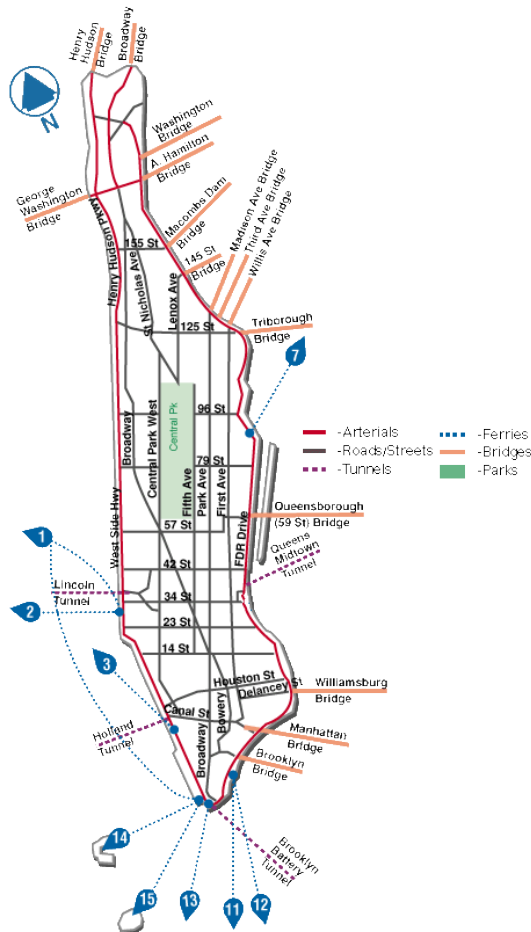 Henry
Hudson
Bridge
Broadway
Bridge
N
Washington
Bridge
A. Hamilton
Bridge
George
Washington
Bridge
Macombs Dam
Bridge
145 St
Bridge
Madison Ave Bridge
Third Ave Bridge
Willis Ave Bridge
Henry Hudson Pkwy
155 St
St Nicholas Ave
Lenox Ave
125 St
Triborough
Bridge
7
Broadway
Central Park West
Central Pk
96 St
79 St
Fifth Ave
Park Ave
First Ave
-Arterials
-Roads/Streets
-Tunnels
-Ferries
-Bridges
-Parks
West Side Hwy
57 St
FDR Drive
Queensborough
(59 St) Bridge
Queens
Midtown
Tunnel
1
42 St
Lincoln
Tunnel
2
34 St
23 St
14 St
3
Houston St
Delancey St
Williamsburg
Bridge
Canal St
Holland
Tunnel
Broadway
Bowery
Manhattan
Bridge
Brooklyn
Bridge
14
Brooklyn
Battery
Tunnel
15
13
11
12